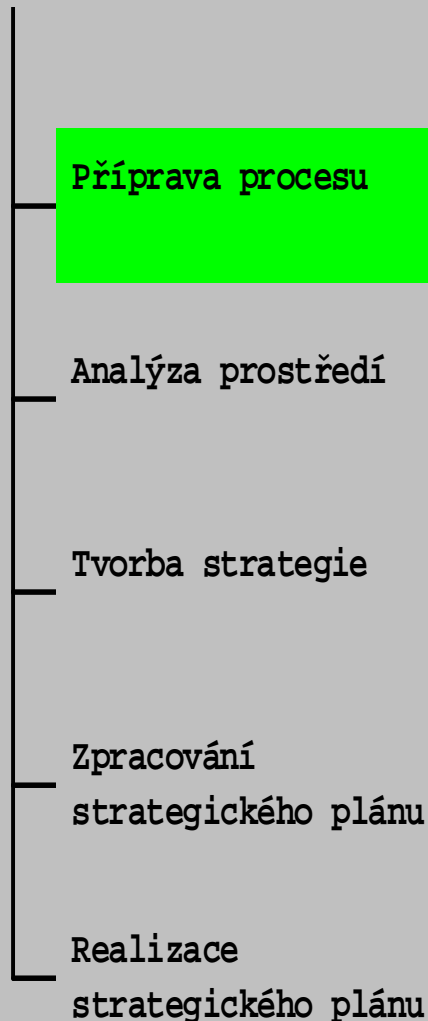 Příprava procesu
Analýza prostředí
Tvorba strategie
Zpracování
strategického plánu
Realizace
strategického plánu